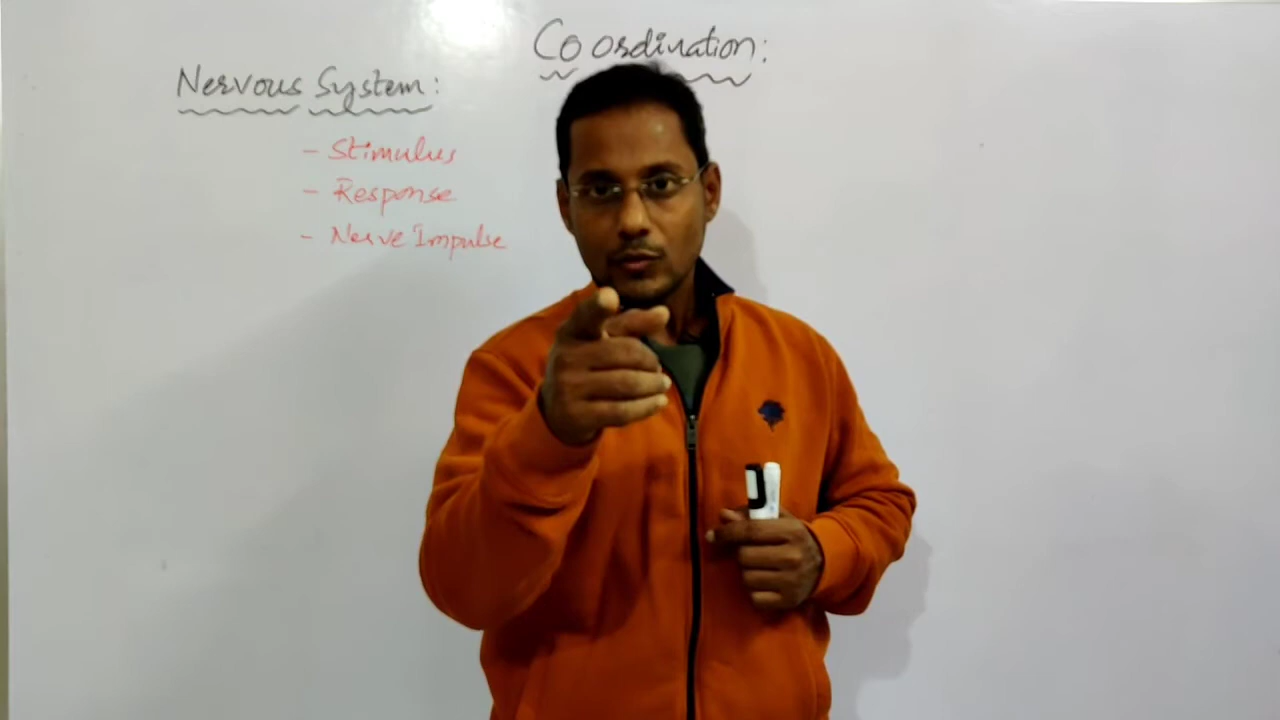 Coordination:
Nervous System:
- Stimulus
- Response
- Nerve Impulse